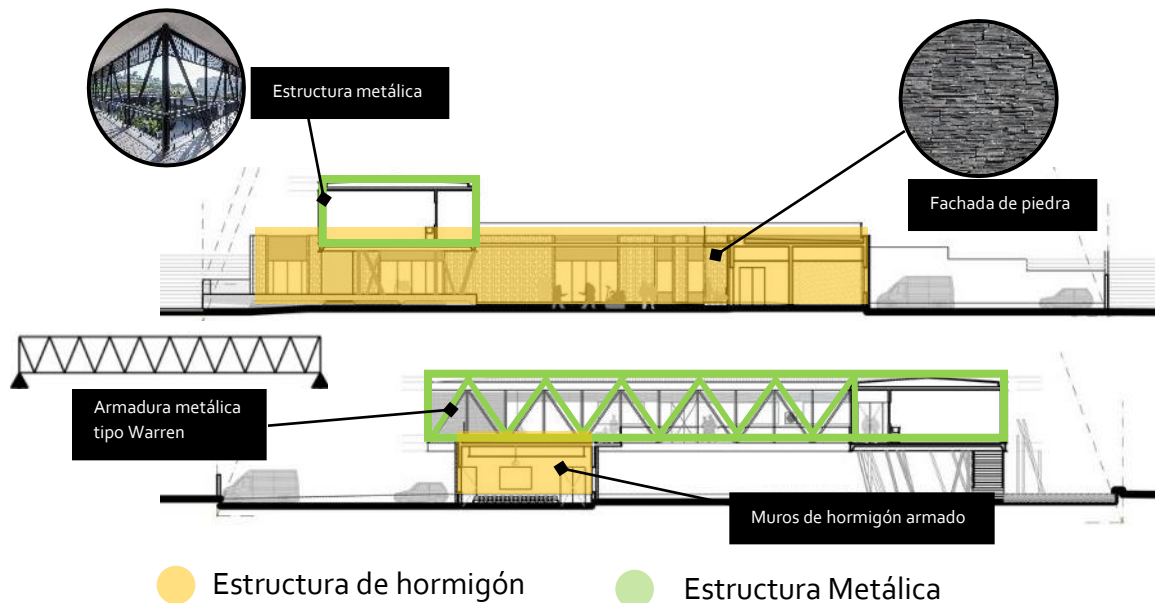 Estructura metálica
Fachada de piedra
Armadura metálica
tipo Warren
Muros de hormigón armado
Estructura de hormigón
Estructura Metálica